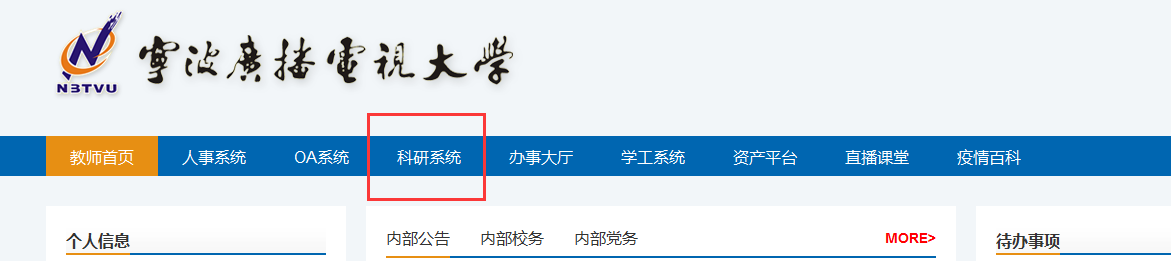 NBTVU
寧波廣播電視大學
教师首页 人事系统 OA系统 科研系统 办事大厅 学工系统 资产平台 直播课堂 疫情百科
个人信息 内部公告 内部校务 内部党务 MORE> 待办事项